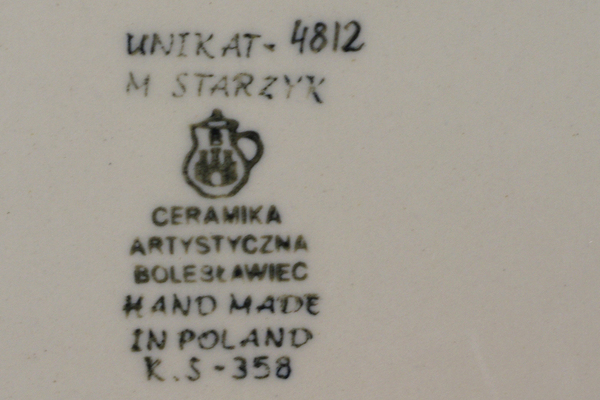 UNIKAT - 4812
M STARZYK
CERAMIKA
ARTYSTYCZNA
BOLESŁAWIEC
HAND MADE
IN POLAND
K.S - 358